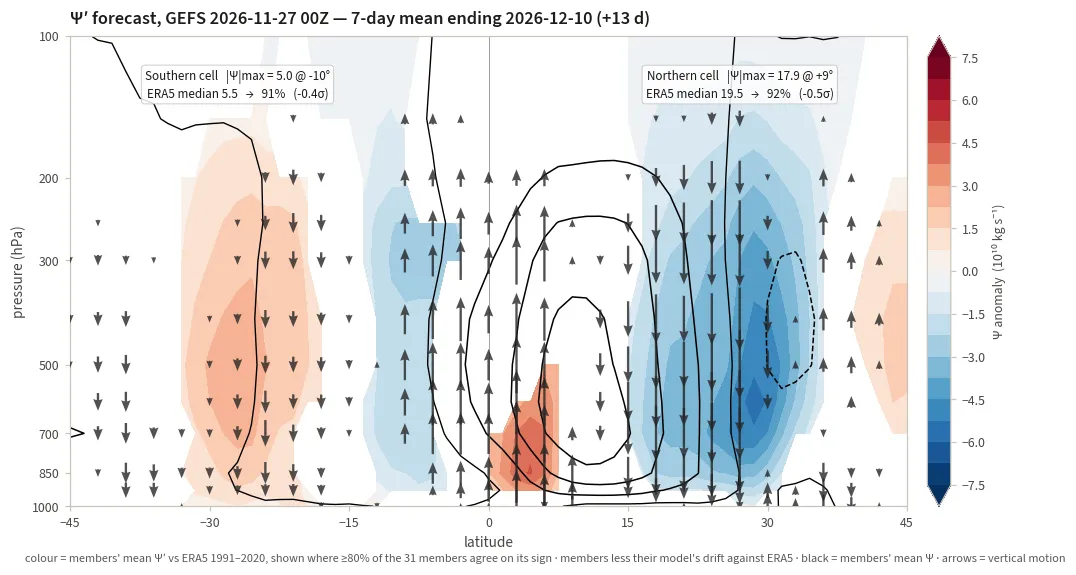 Ψ′ forecast, GEFS 2026-11-27 00Z — 7-day mean ending 2026-12-10 (+13 d)
Southern cell |Ψ|max = 5.0 @ -10°
ERA5 median 5.5 → 91% (-0.4σ)
Northern cell |Ψ|max = 17.9 @ +9°
ERA5 median 19.5 → 92% (-0.5σ)
pressure (hPa)
100
200
300
500
700
850
1000
−45
−30
−15
0
15
30
45
latitude
7.5
6.0
4.5
3.0
1.5
0.0
−1.5
−3.0
−4.5
−6.0
−7.5
Ψ anomaly (10¹⁰ kg s⁻¹)
colour = members' mean Ψ′ vs ERA5 1991–2020, shown where ≥80% of the 31 members agree on its sign · members less their model's drift against ERA5 · black = members' mean Ψ · arrows = vertical motion